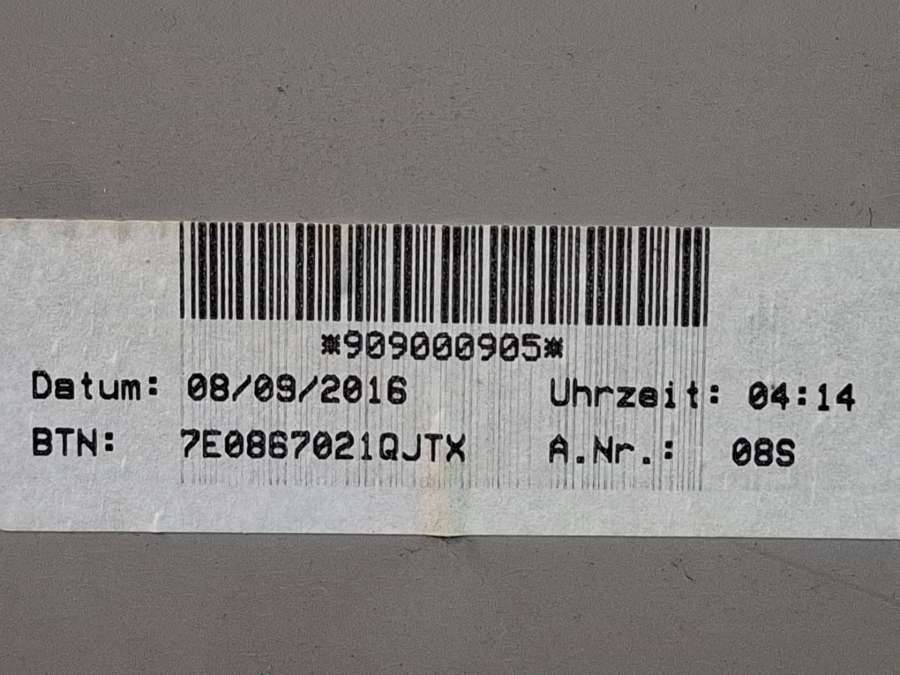 *909000905*
Datum: 08/09/2016 Uhrzeit: 04:14
BTN: 7E0867021QJTX A.Nr.: 08S